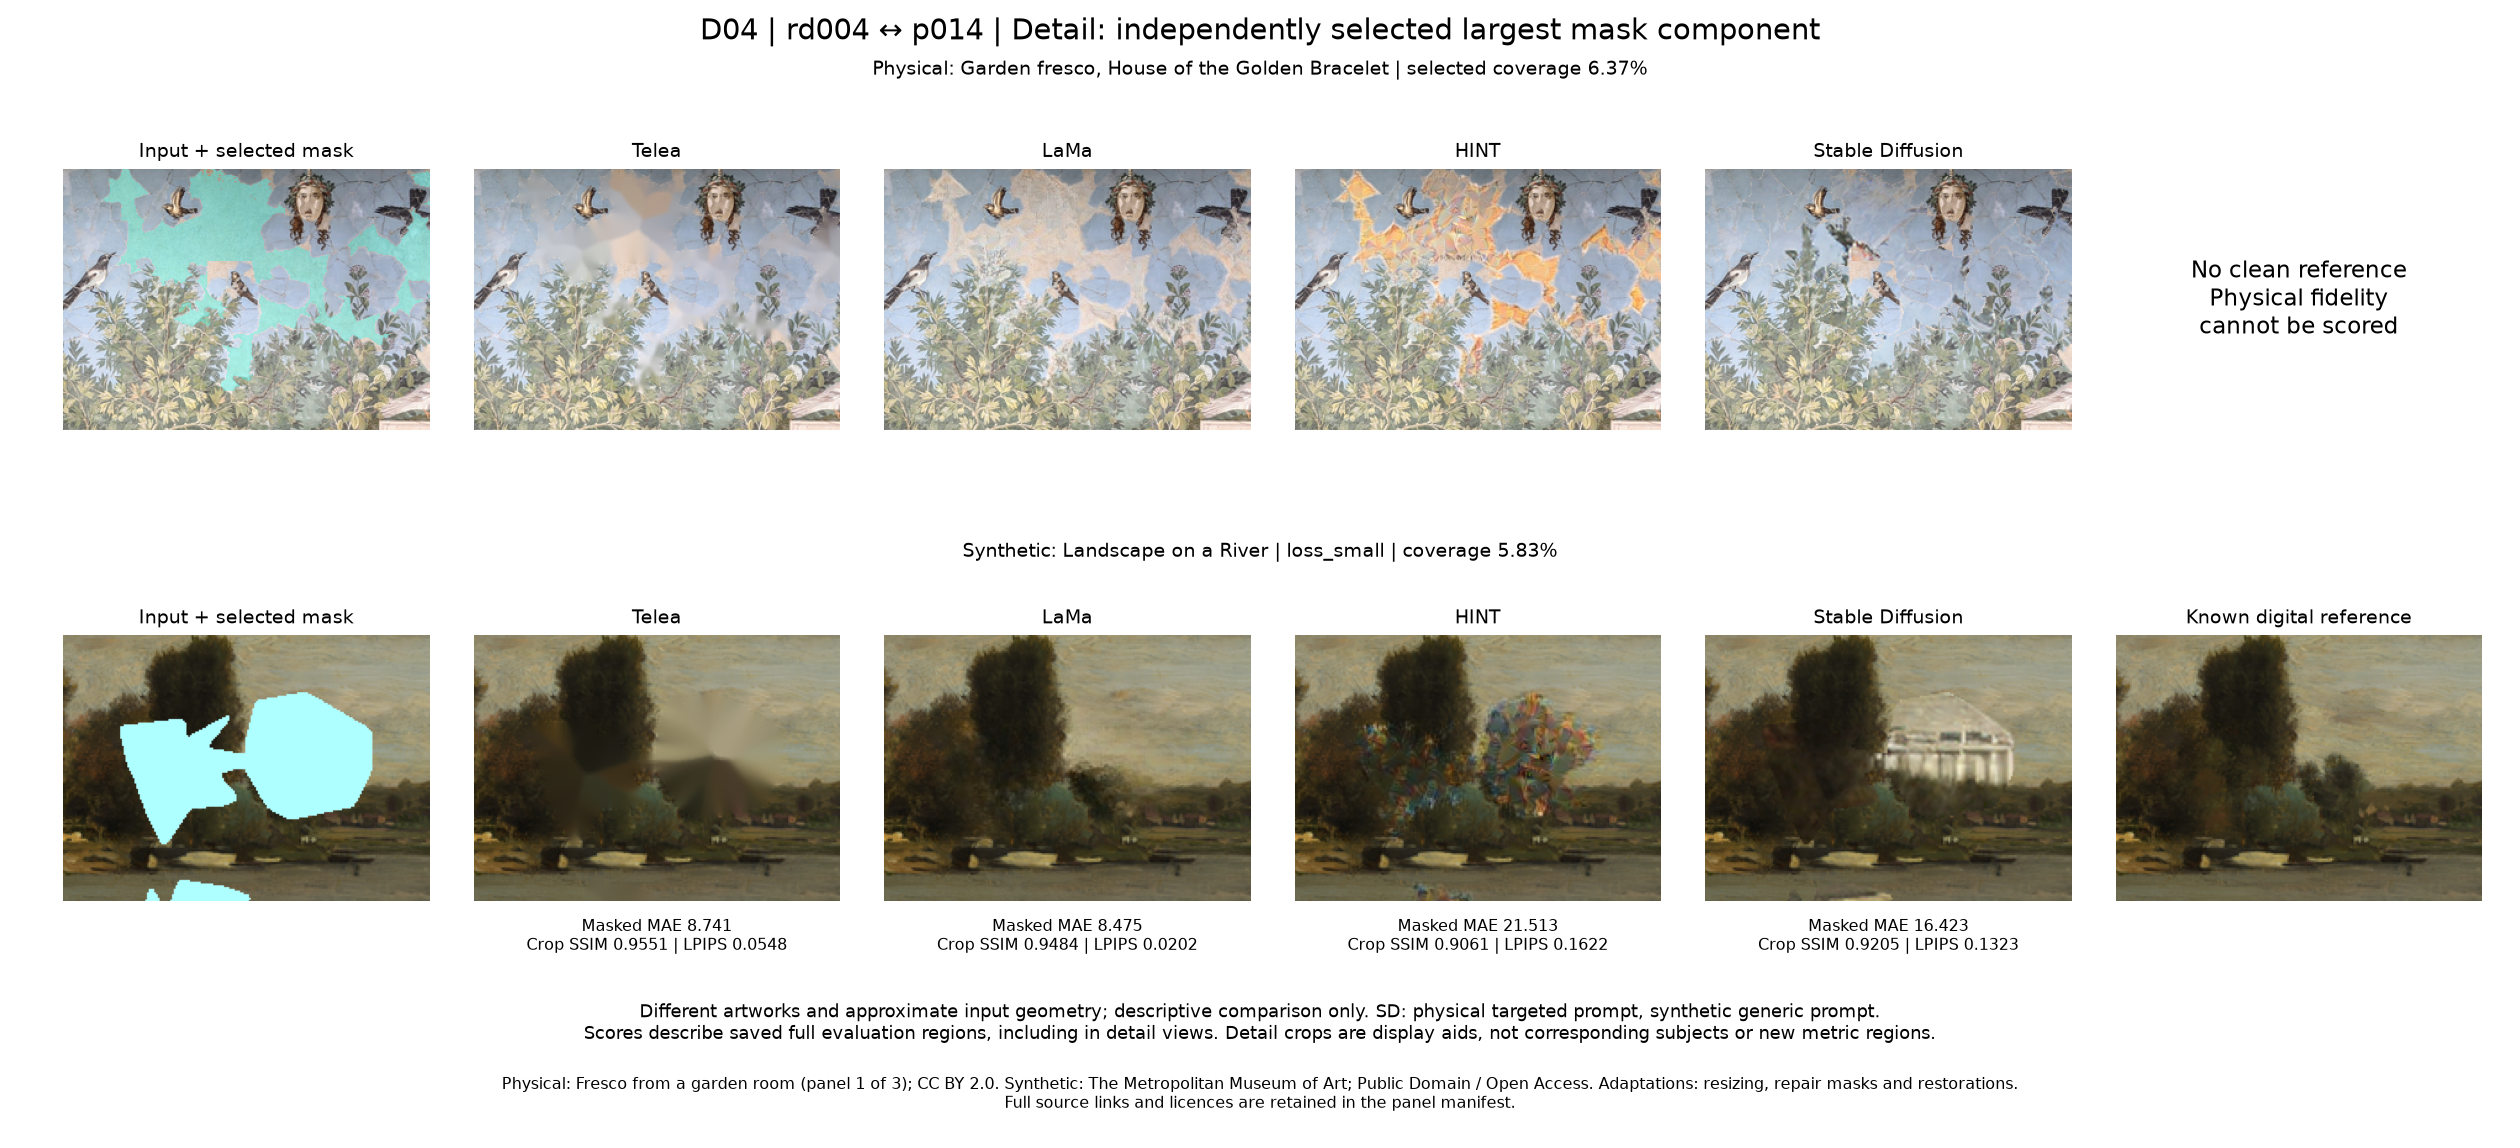 D04 | rd004 ↔ p014 | Detail: independently selected largest mask component
Physical: Garden fresco, House of the Golden Bracelet | selected coverage 6.37%
Input + selected mask
Telea
LaMa
HINT
Stable Diffusion
No clean reference
Physical fidelity
cannot be scored
Synthetic: Landscape on a River | loss_small | coverage 5.83%
Input + selected mask
Telea
LaMa
HINT
Stable Diffusion
Known digital reference
Masked MAE 8.741
Crop SSIM 0.9551 | LPIPS 0.0548
Masked MAE 8.475
Crop SSIM 0.9484 | LPIPS 0.0202
Masked MAE 21.513
Crop SSIM 0.9061 | LPIPS 0.1622
Masked MAE 16.423
Crop SSIM 0.9205 | LPIPS 0.1323
Different artworks and approximate input geometry; descriptive comparison only. SD: physical targeted prompt, synthetic generic prompt.
Scores describe saved full evaluation regions, including in detail views. Detail crops are display aids, not corresponding subjects or new metric regions.
Physical: Fresco from a garden room (panel 1 of 3); CC BY 2.0. Synthetic: The Metropolitan Museum of Art; Public Domain / Open Access. Adaptations: resizing, repair masks and restorations.
Full source links and licences are retained in the panel manifest.